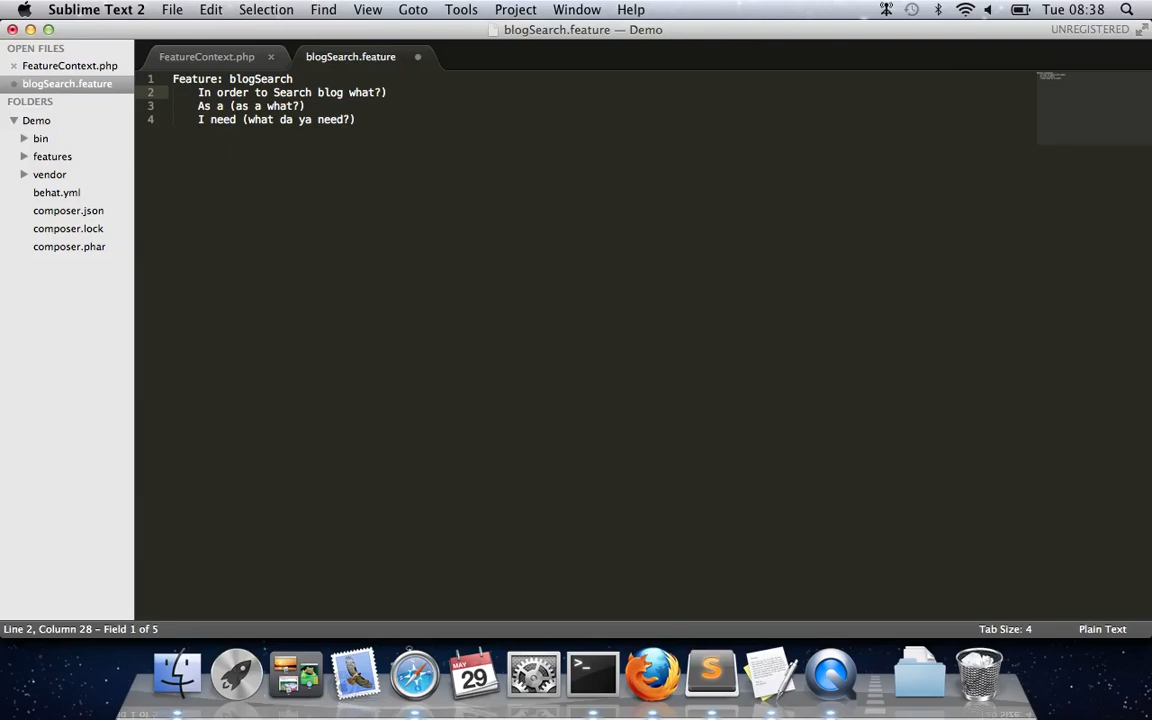 Sublime Text 2 File Edit Selection Find View Goto Tools Project Window Help Tue 08:38
blogSearch.feature — Demo UNREGISTERED
OPEN FILES
FeatureContext.php
blogSearch.feature
FOLDERS
Demo
bin
features
vendor
behat.yml
composer.json
composer.lock
composer.phar
FeatureContext.php blogSearch.feature
1 Feature: blogSearch
2 In order to Search blog what?)
3 As a (as a what?)
4 I need (what da ya need?)
Line 2, Column 28 - Field 1 of 5 Tab Size: 4 Plain Text
MAY
29
>_
S